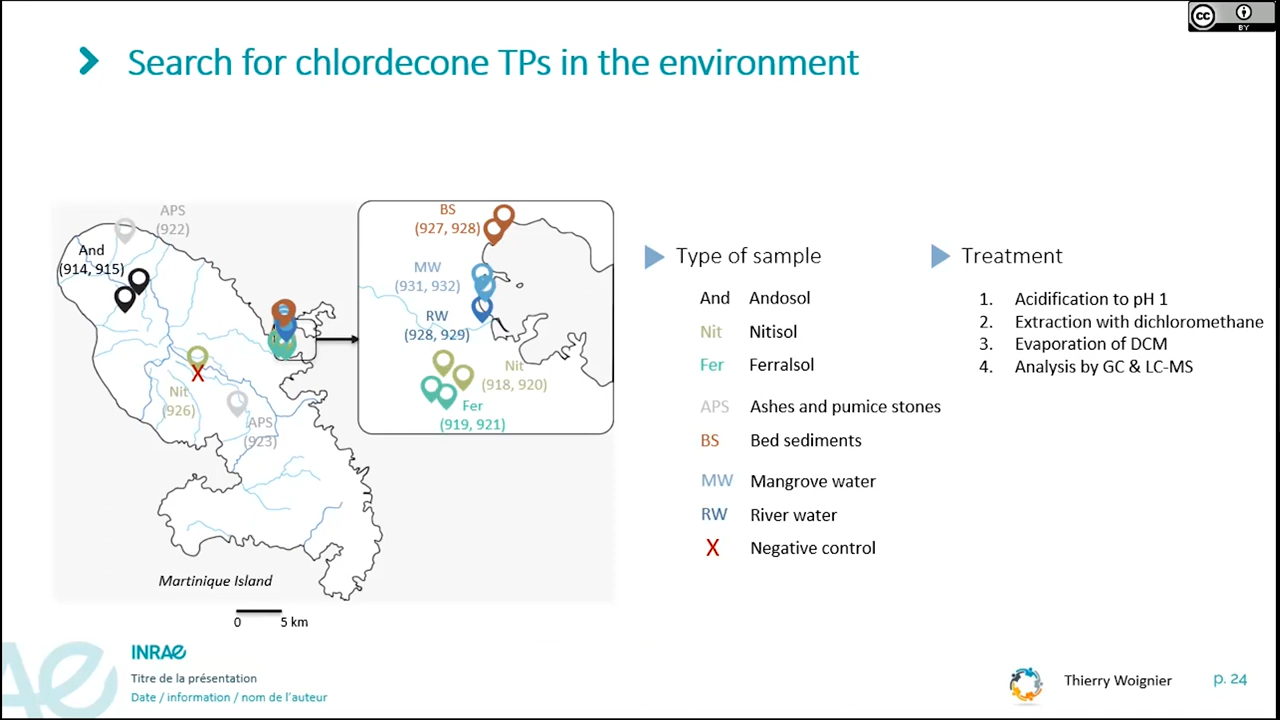 cc BY
Search for chlordecone TPs in the environment
APS
(922)
And
(914, 915)
Nit
(926)
APS
(923)
Martinique Island
0 5 km
BS
(927, 928)
MW
(931, 932)
RW
(928, 929)
Nit
(918, 920)
Fer
(919, 921)
Type of sample
And Andosol
Nit Nitisol
Fer Ferralsol
APS Ashes and pumice stones
BS Bed sediments
MW Mangrove water
RW River water
X Negative control
Treatment
1. Acidification to pH 1
2. Extraction with dichloromethane
3. Evaporation of DCM
4. Analysis by GC & LC-MS
INRAE
Titre de la présentation
Date / information / nom de l'auteur
Thierry Woignier
p. 24